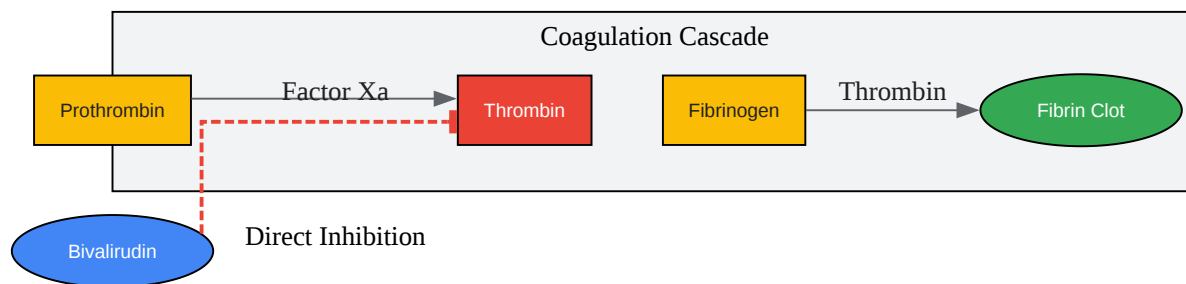 Coagulation Cascade
Prothrombin
Factor Xa
Thrombin
Fibrinogen
Thrombin
Fibrin Clot
Bivalirudin
Direct Inhibition